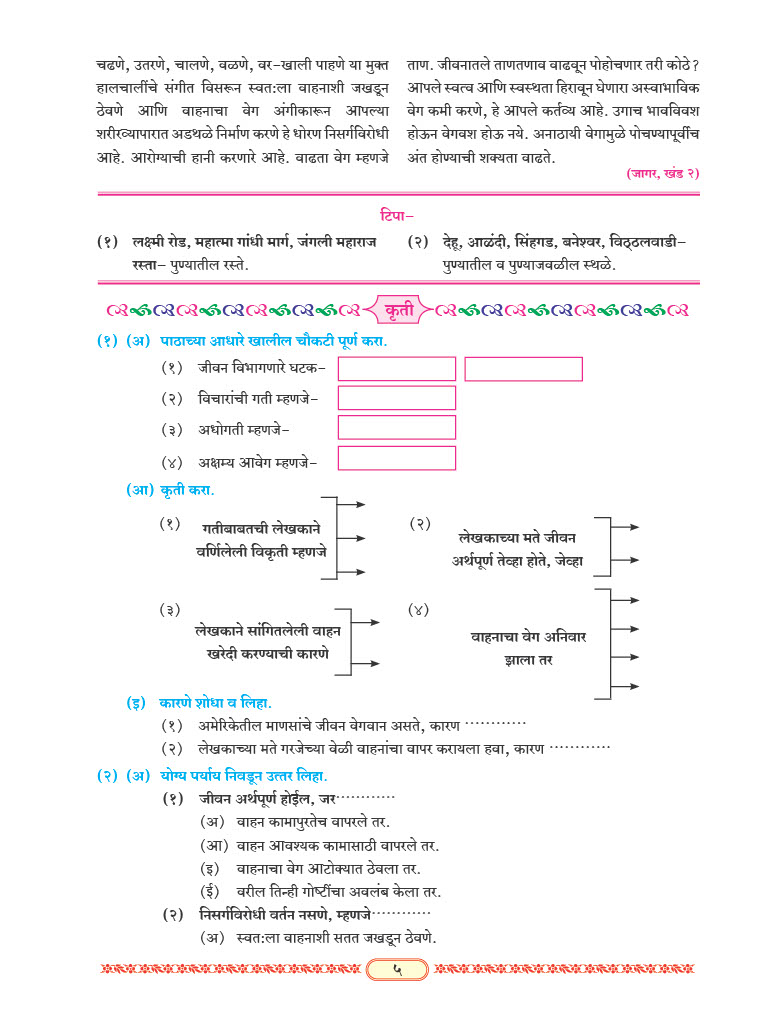 चढणे, उतरणे, चालणे, वळणे, वर-खाली पाहणे या मुक्त
हालचालींचे संगीत विसरून स्वतःला वाहनाशी जखडून
ठेवणे आणि वाहनाचा वेग अंगीकारून आपल्या
शरीरव्यापारात अडथळे निर्माण करणे हे धोरण निसर्गविरोधी
आहे. आरोग्याची हानी करणारे आहे. वाढता वेग म्हणजे
ताण. जीवनातले ताणतणाव वाढवून पोहोचणार तरी कोठे?
आपले स्वत्व आणि स्वस्थता हिरावून घेणारा अस्वाभाविक
वेग कमी करणे, हे आपले कर्तव्य आहे. उगाच भावविवश
होऊन वेगवश होऊ नये. अनाठायी वेगामुळे पोचण्यापूर्वीच
अंत होण्याची शक्यता वाढते.
(जागर, खंड २)
टिपा–
(१) लक्ष्मी रोड, महात्मा गांधी मार्ग, जंगली महाराज
रस्ता– पुण्यातील रस्ते.
(२) देहू, आळंदी, सिंहगड, बनेश्वर, विठ्ठलवाडी–
पुण्यातील व पुण्याजवळील स्थळे.
कृती
(१) (अ) पाठाच्या आधारे खालील चौकटी पूर्ण करा.
(१) जीवन विभागणारे घटक–
(२) विचारांची गती म्हणजे–
(३) अधोगती म्हणजे–
(४) अक्षम्य आवेग म्हणजे–
(आ) कृती करा.
(१) गतीबाबतची लेखकाने
वर्णिलेली विकृती म्हणजे
(२) लेखकाच्या मते जीवन
अर्थपूर्ण तेव्हा होते, जेव्हा
(३) लेखकाने सांगितलेली वाहन
खरेदी करण्याची कारणे
(४) वाहनाचा वेग अनिवार
झाला तर
(इ) कारणे शोधा व लिहा.
(१) अमेरिकेतील माणसांचे जीवन वेगवान असते, कारण ............
(२) लेखकाच्या मते गरजेच्या वेळी वाहनांचा वापर करायला हवा, कारण ............
(२) (अ) योग्य पर्याय निवडून उत्तर लिहा.
(१) जीवन अर्थपूर्ण होईल, जर............
(अ) वाहन कामापुरतेच वापरले तर.
(आ) वाहन आवश्यक कामासाठी वापरले तर.
(इ) वाहनाचा वेग आटोक्यात ठेवला तर.
(ई) वरील तिन्ही गोष्टींचा अवलंब केला तर.
(२) निसर्गविरोधी वर्तन नसणे, म्हणजे............
(अ) स्वतःला वाहनाशी सतत जखडून ठेवणे.
५